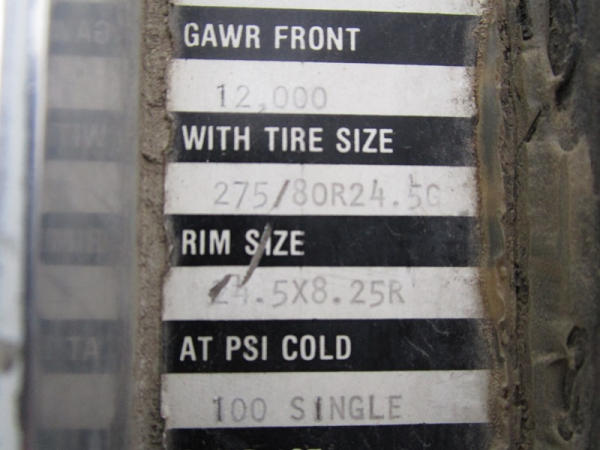 GAWR FRONT
12,000
WITH TIRE SIZE
275/80R24.5G
RIM SIZE
24.5X8.25R
AT PSI COLD
100 SINGLE